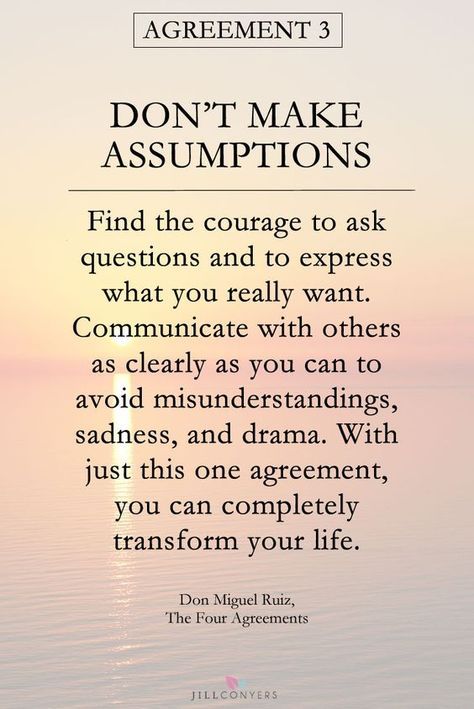 AGREEMENT 3
DON'T MAKE
ASSUMPTIONS
Find the courage to ask
questions and to express
what you really want.
Communicate with others
as clearly as you can to
avoid misunderstandings,
sadness, and drama. With
just this one agreement,
you can completely
transform your life.
Don Miguel Ruiz,
The Four Agreements
JILLCONYERS